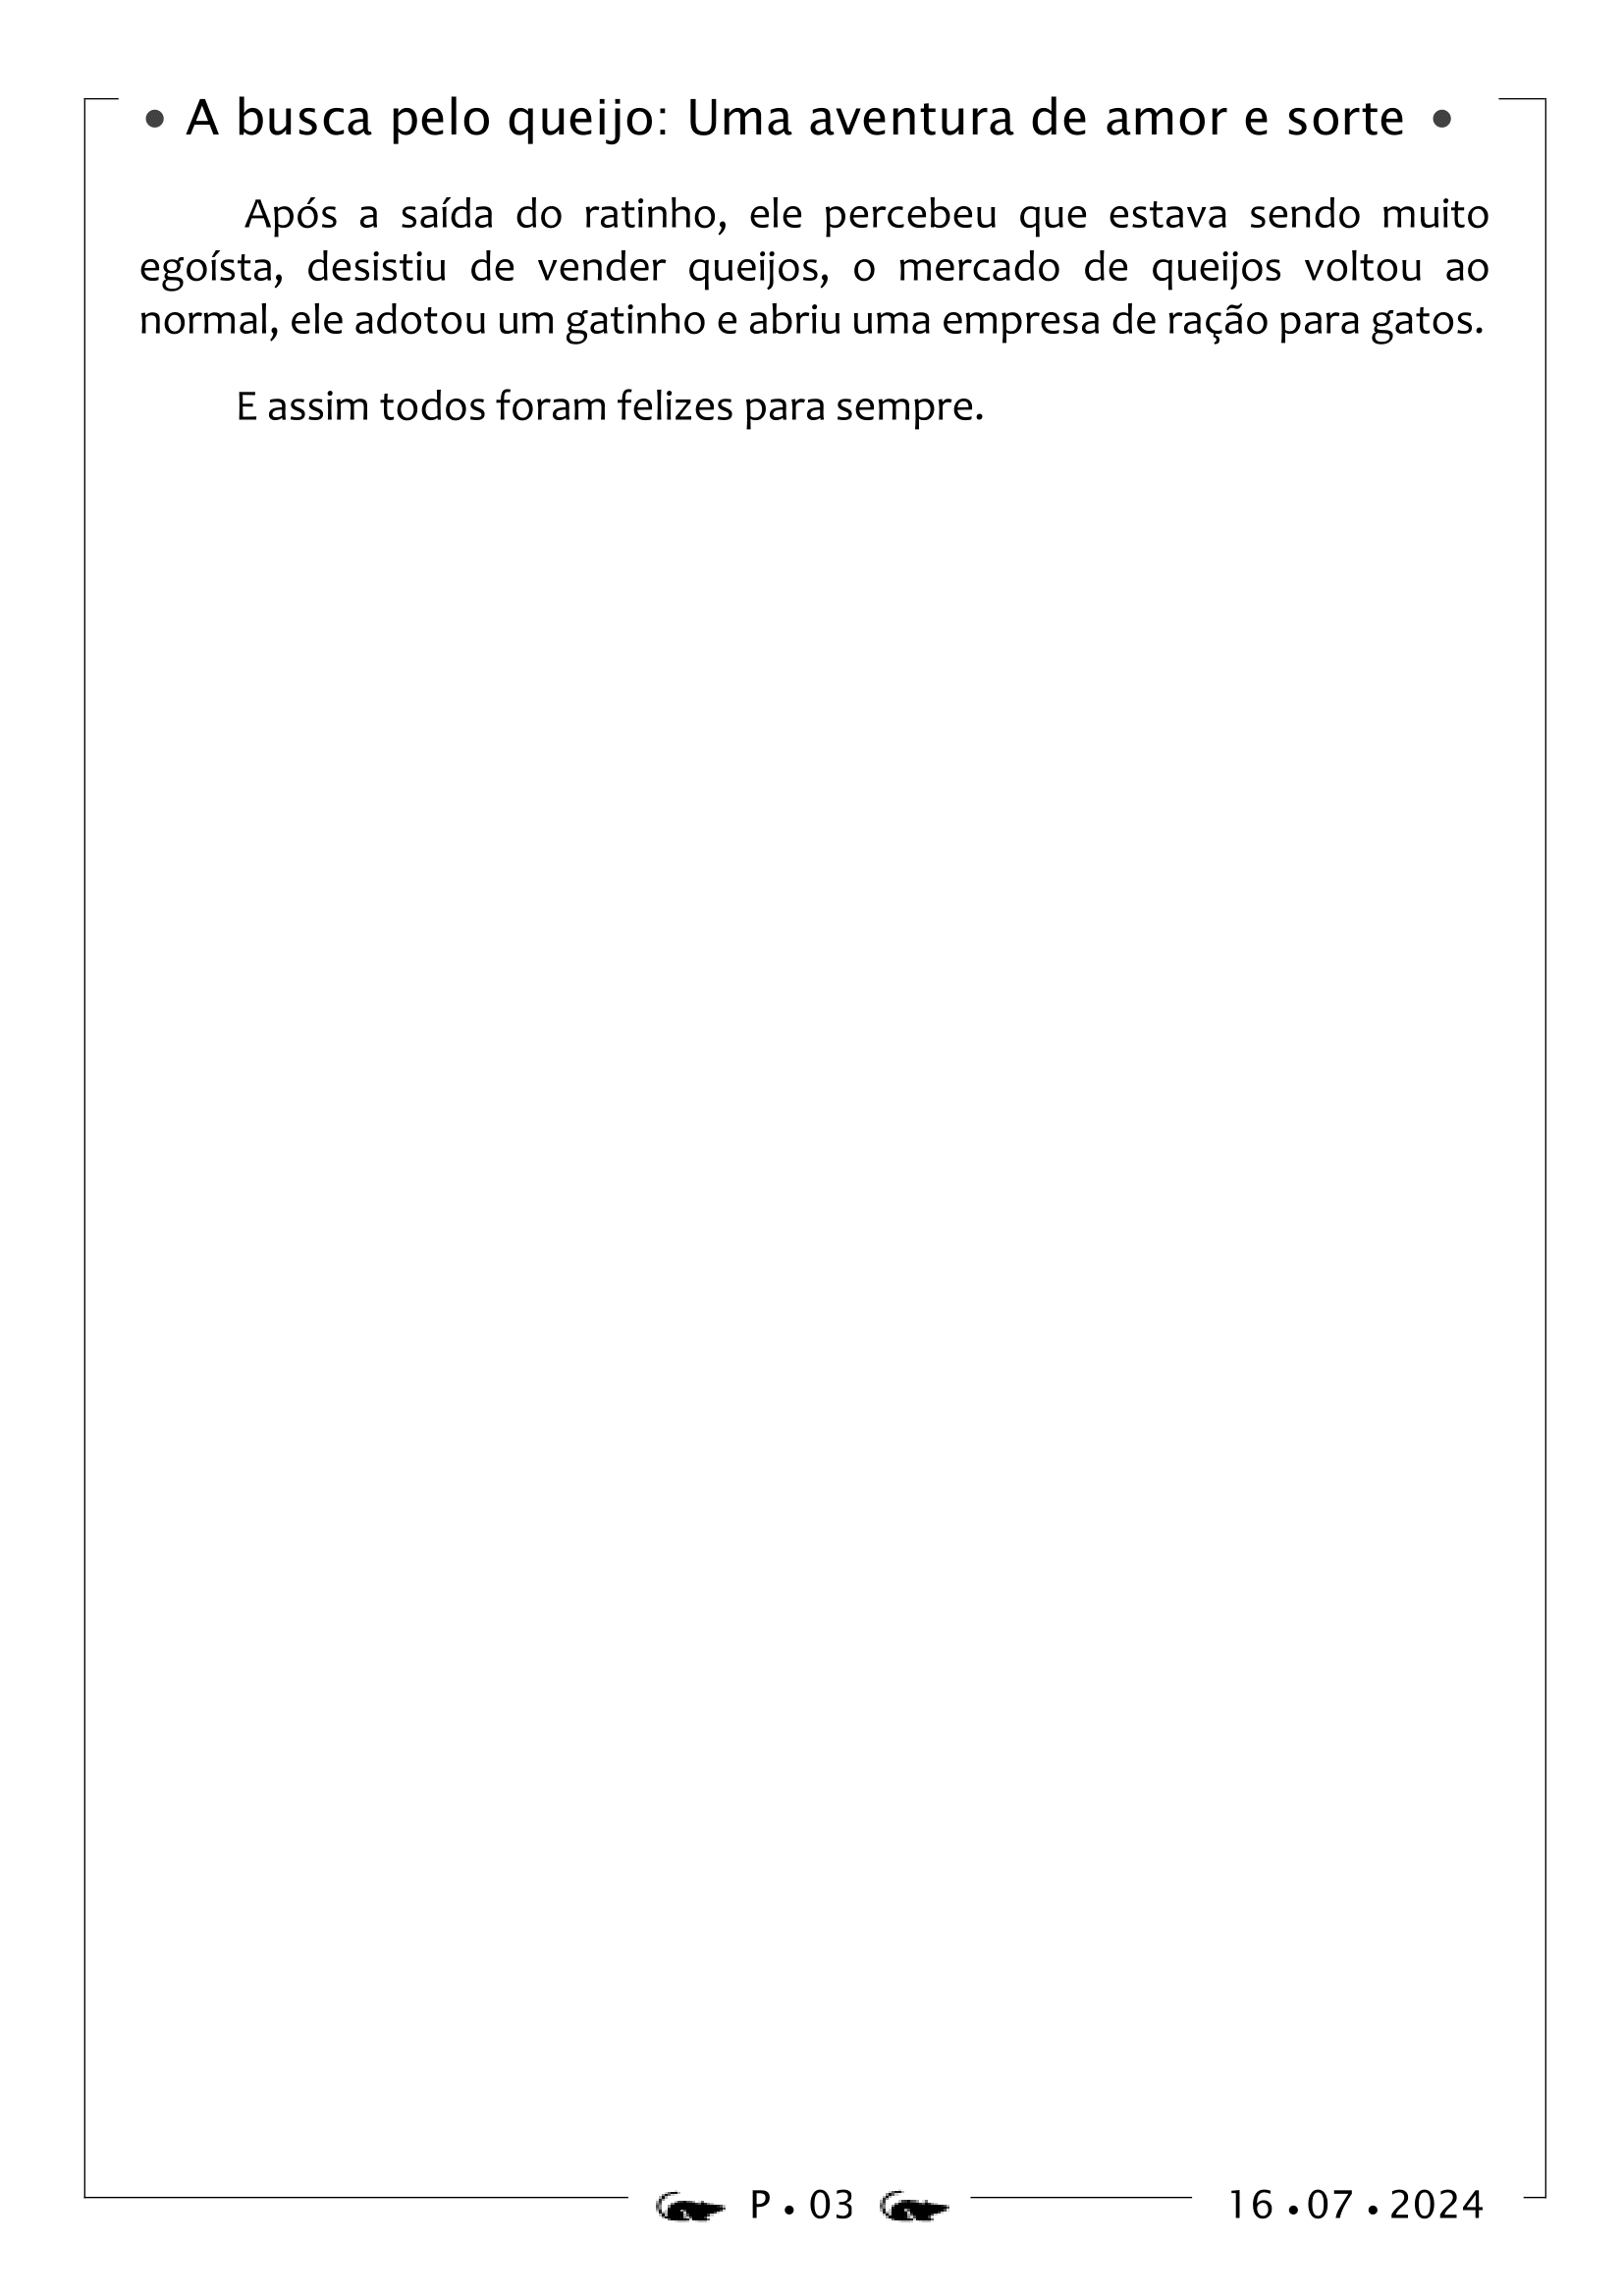 • A busca pelo queijo: Uma aventura de amor e sorte •
Após a saída do ratinho, ele percebeu que estava sendo muito
egoísta, desistiu de vender queijos, o mercado de queijos voltou ao
normal, ele adotou um gatinho e abriu uma empresa de ração para gatos.
E assim todos foram felizes para sempre.
P • 03
16 • 07 • 2024